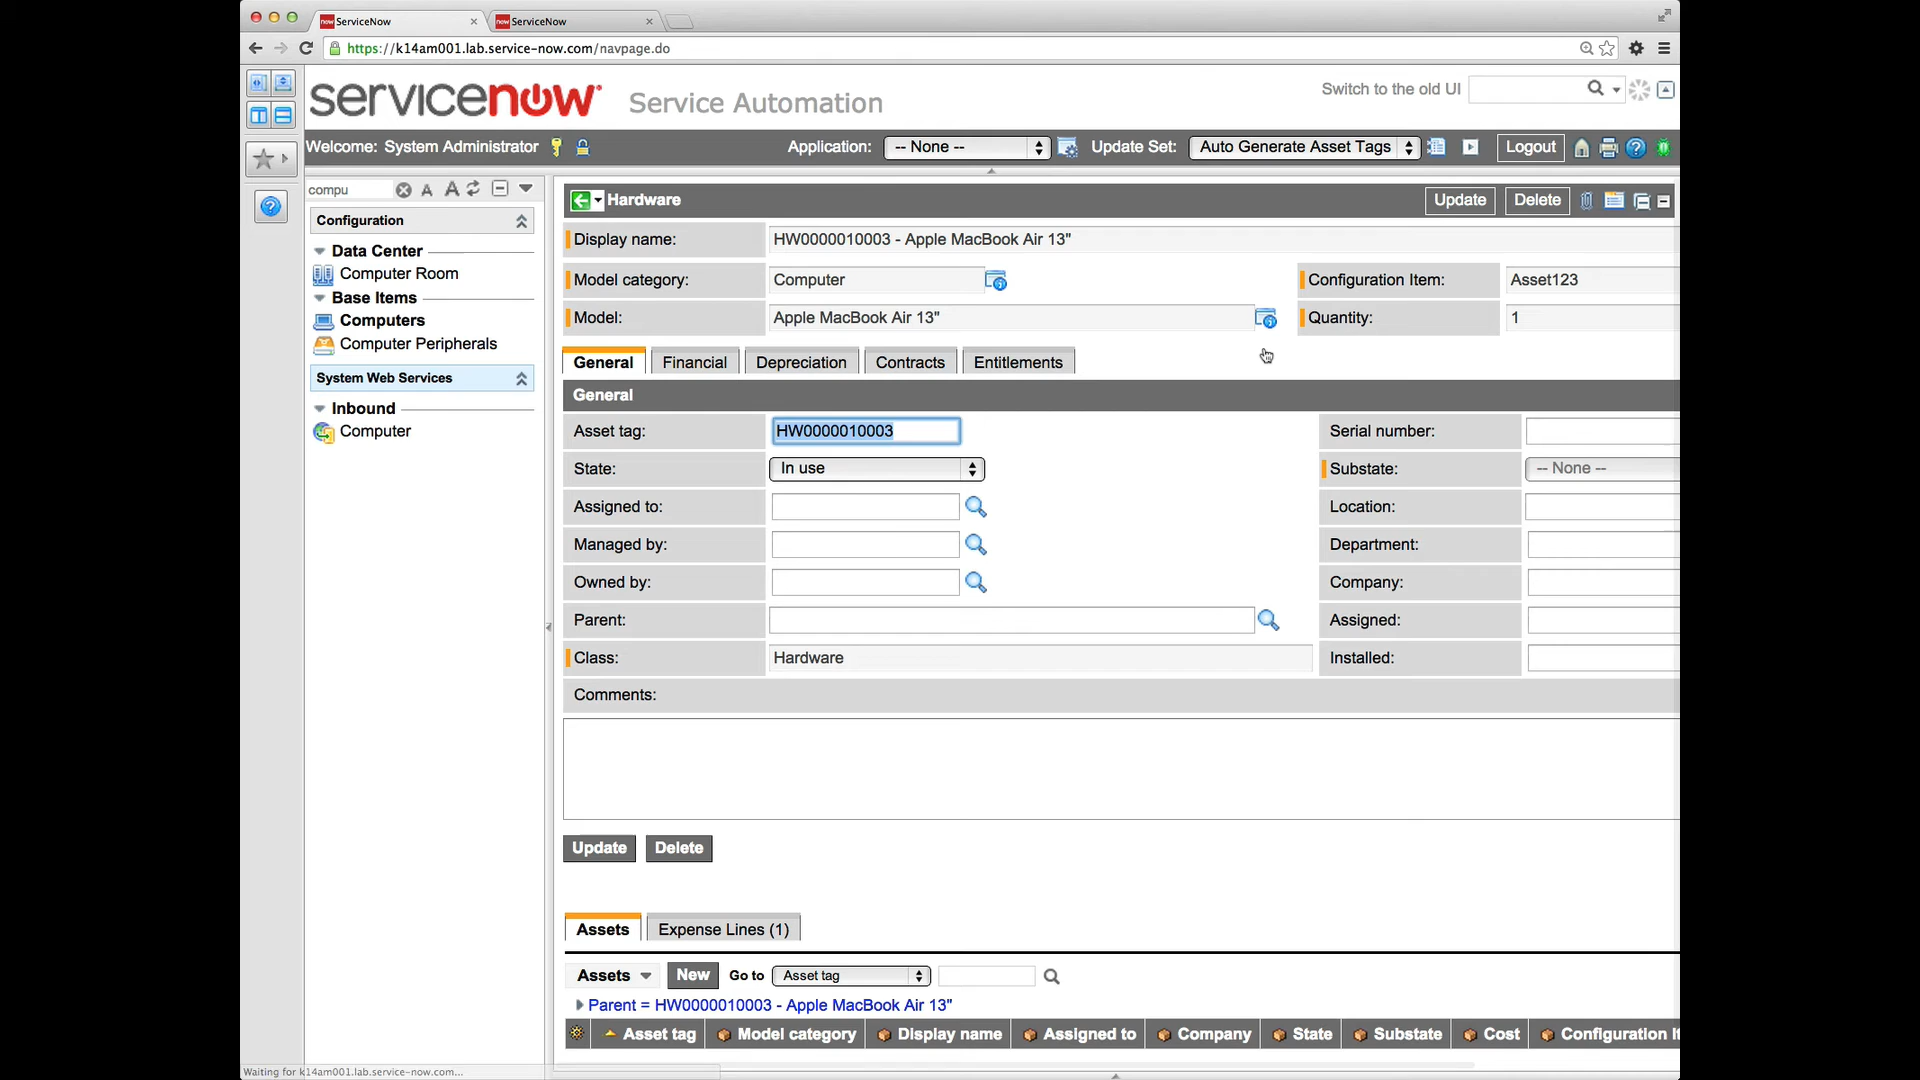 ServiceNow
ServiceNow
https://k14am001.lab.service-now.com/navpage.do
servicenow Service Automation
Switch to the old UI
Welcome: System Administrator
Application: -- None --
Update Set: Auto Generate Asset Tags
Logout
compu
Configuration
Data Center
Computer Room
Base Items
Computers
Computer Peripherals
System Web Services
Inbound
Computer
Hardware
Update Delete
Display name: HW0000010003 - Apple MacBook Air 13"
Model category: Computer
Configuration Item: Asset123
Model: Apple MacBook Air 13"
Quantity: 1
General Financial Depreciation Contracts Entitlements
General
Asset tag: HW0000010003
Serial number:
State: In use
Substate: -- None --
Assigned to:
Location:
Managed by:
Department:
Owned by:
Company:
Parent:
Assigned:
Class: Hardware
Installed:
Comments:
Update Delete
Assets Expense Lines (1)
Assets New Go to Asset tag
Parent = HW0000010003 - Apple MacBook Air 13"
Asset tag Model category Display name Assigned to Company State Substate Cost Configuration
Waiting for k14am001.lab.service-now.com...